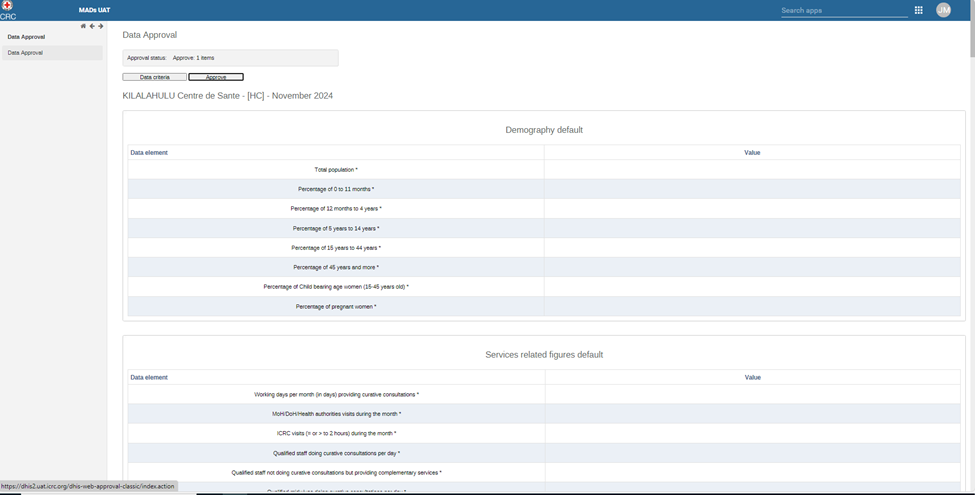 MADs UAT
Search apps
JM
CRC
Data Approval
Data Approval
Data Approval
Approval status: Approve: 1 items
Data criteria Approve
KILALAHULU Centre de Sante - [HC] - November 2024
Demography default
Data element Value
Total population *
Percentage of 0 to 11 months *
Percentage of 12 months to 4 years *
Percentage of 5 years to 14 years *
Percentage of 15 years to 44 years *
Percentage of 45 years and more *
Percentage of Child bearing age women (15-45 years old) *
Percentage of pregnant women *
Services related figures default
Data element Value
Working days per month (in days) providing curative consultations *
MoH/DoH/Health authorities visits during the month *
ICRC visits (= or > to 2 hours) during the month *
Qualified staff doing curative consultations per day *
Qualified staff not doing curative consultations but providing complementary services *
https://dhis2.uat.icrc.org/dhis-web-approval-classic/index.action